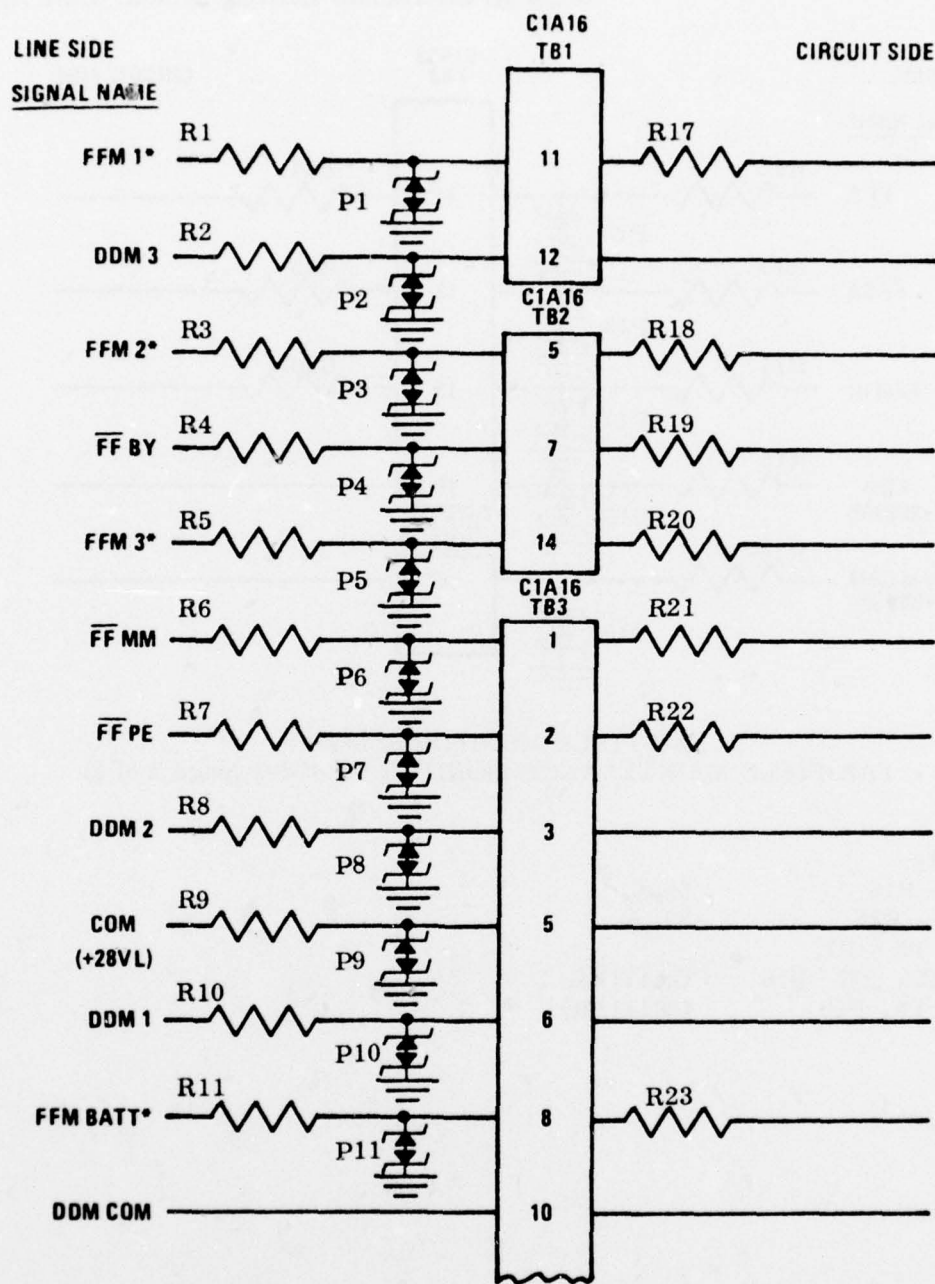 C1A16
TB1
LINE SIDE
CIRCUIT SIDE
SIGNAL NAME
FFM 1* R1 P1 11 R17
DDM 3 R2 P2 12
C1A16
TB2
FFM 2* R3 P3 5 R18
F̅F̅ BY R4 P4 7 R19
FFM 3* R5 P5 14 R20
C1A16
TB3
F̅F̅ MM R6 P6 1 R21
F̅F̅ PE R7 P7 2 R22
DDM 2 R8 P8 3
COM R9 P9 5
(+28VL)
DDM 1 R10 P10 6
FFM BATT* R11 P11 8 R23
DDM COM 10